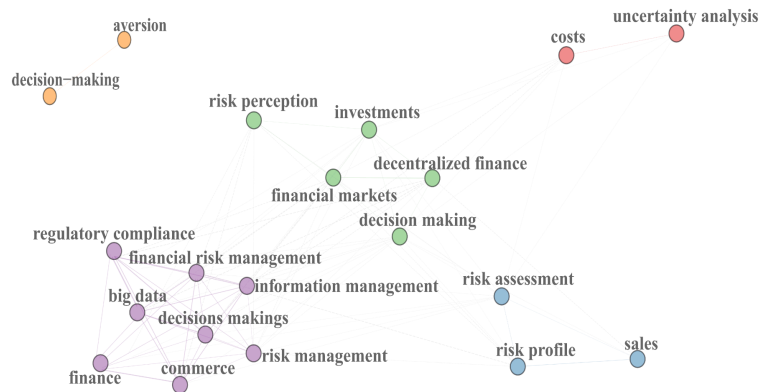 aversion
uncertainty analysis
costs
decision-making
risk perception
investments
decentralized finance
financial markets
decision making
regulatory compliance
financial risk management
risk assessment
information management
big data
decisions makings
sales
risk profile
risk management
commerce
finance